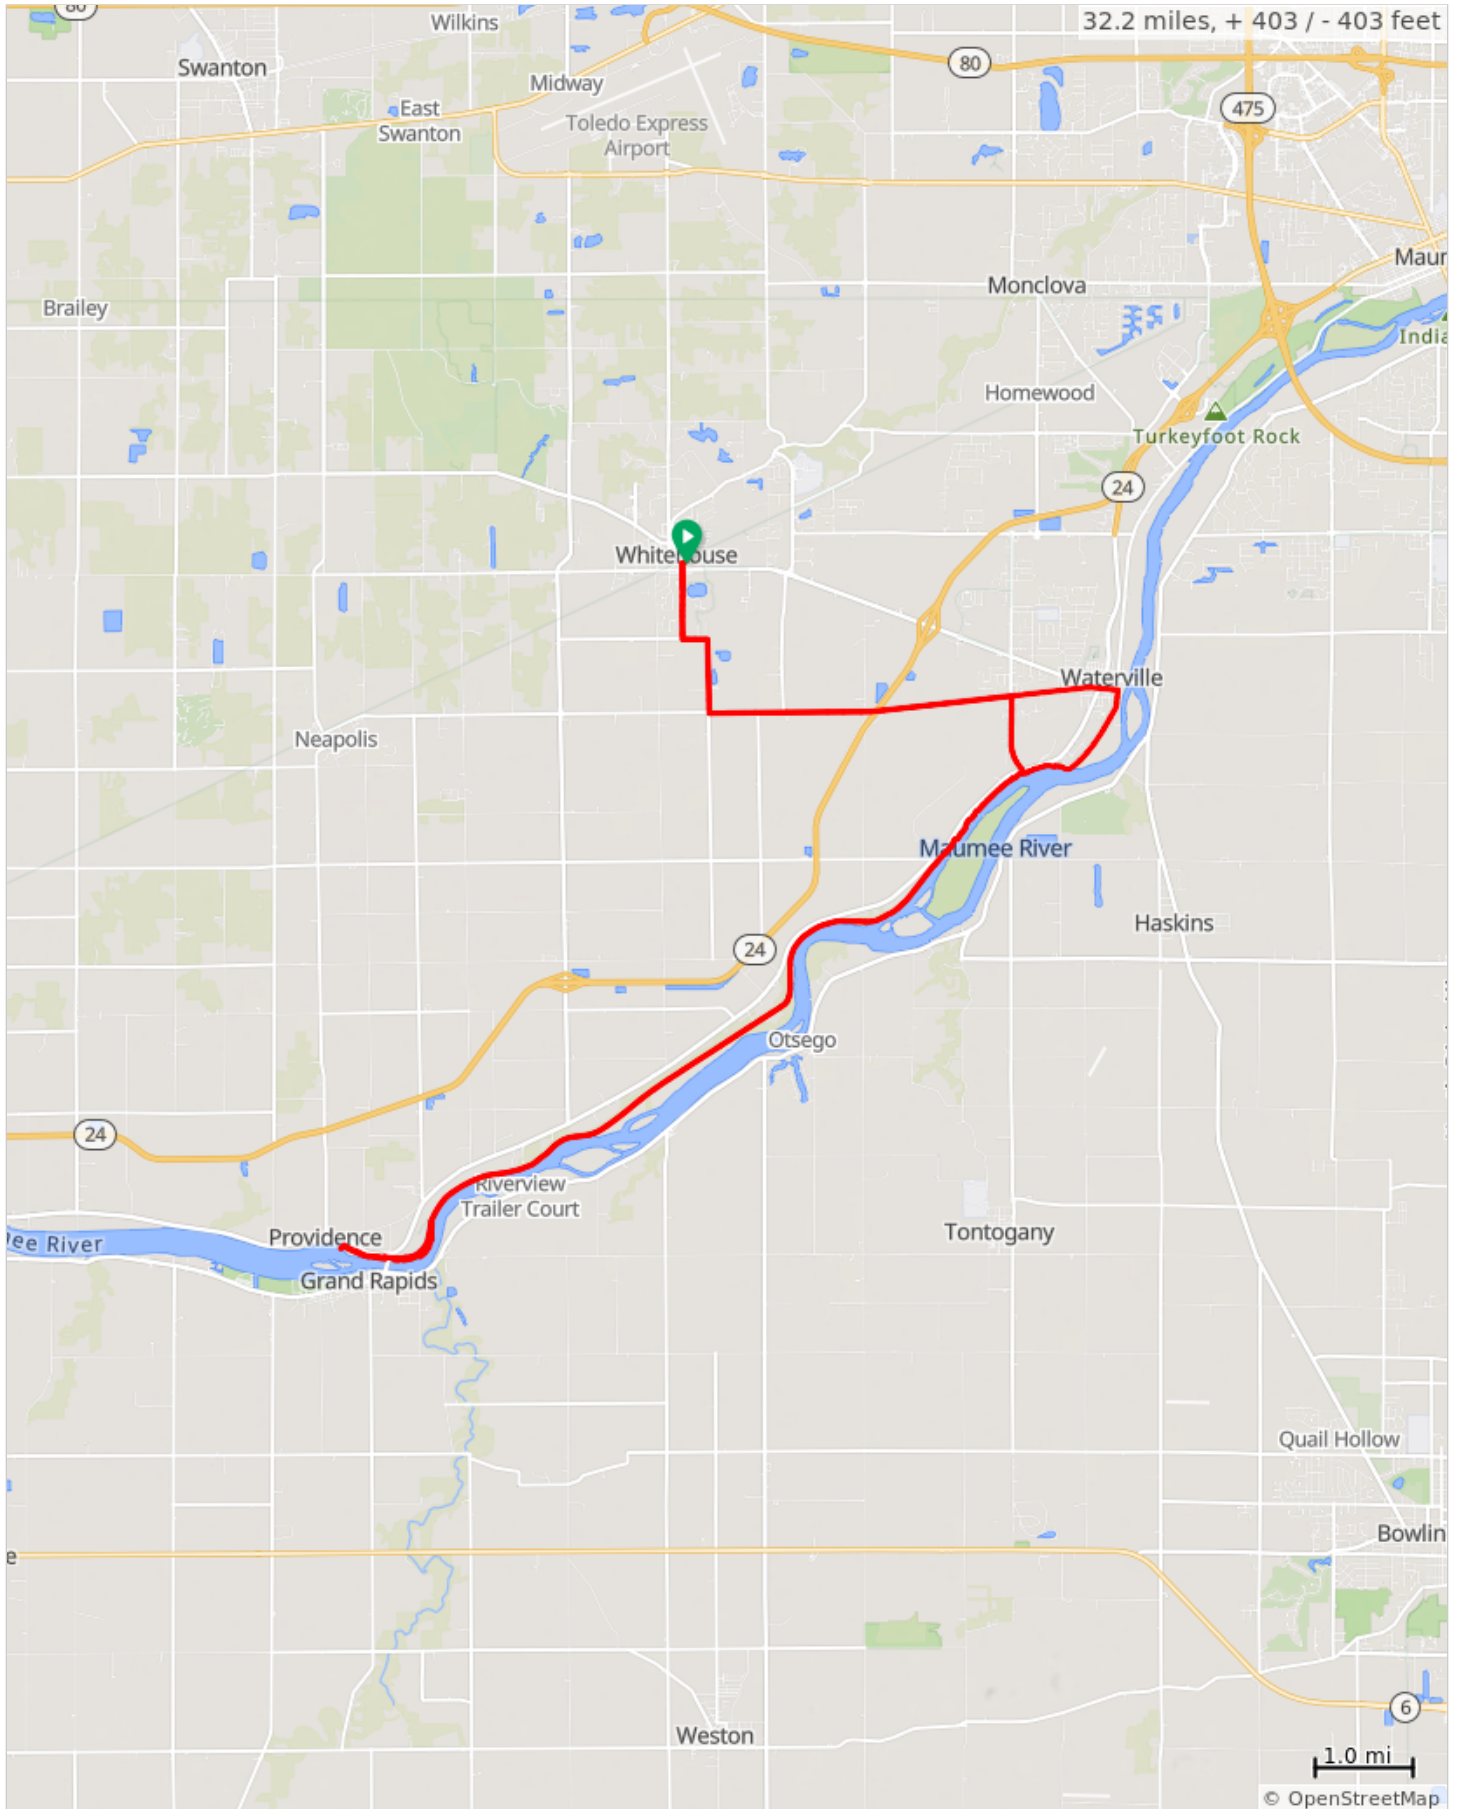 80
Wilkins
32.2 miles, + 403 / - 403 feet
Swanton
Midway
80
East
Swanton
475
Toledo Express
Airport
Maur
Monclova
Brailey
India
Homewood
Turkeyfoot Rock
24
Whitehouse
Waterville
Neapolis
Maumee River
Haskins
24
Otsego
24
Riverview
Trailer Court
Providence
ee River
Tontogany
Grand Rapids
Quail Hollow
Bowlin
e
6
Weston
1.0 mi
© OpenStreetMap